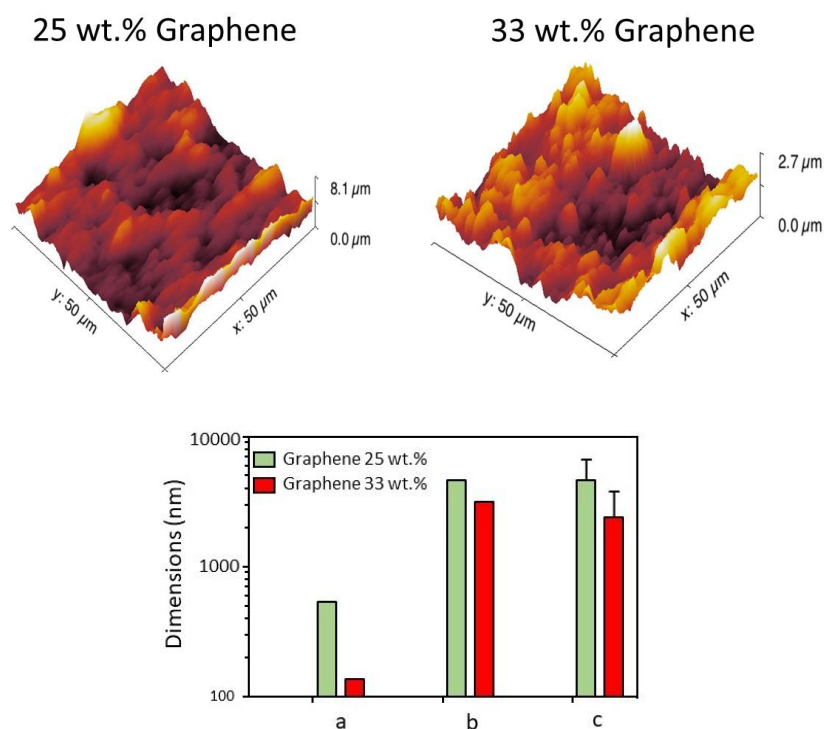 25 wt.% Graphene
33 wt.% Graphene
8.1 µm
0.0 µm
y: 50 µm
x: 50 µm
2.7 µm
0.0 µm
y: 50 µm
x: 50 µm
Dimensions (nm)
10000
1000
100
Graphene 25 wt.%
Graphene 33 wt.%
a
b
c